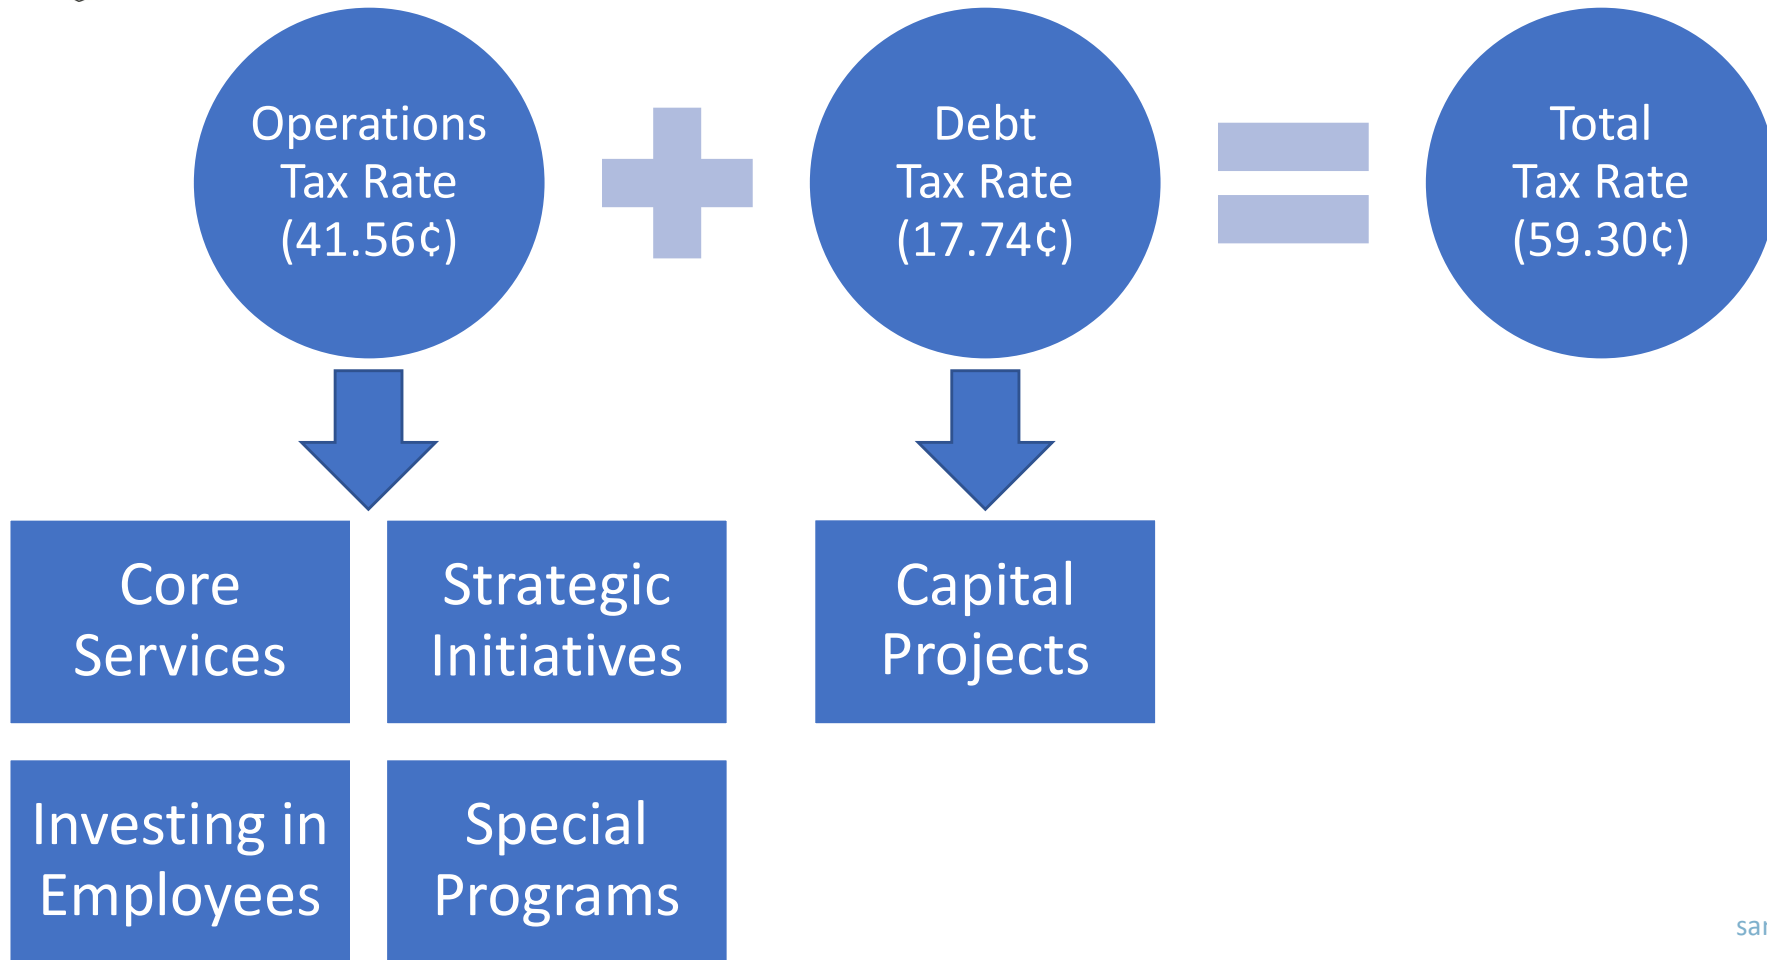 Operations
Tax Rate
(41.56¢)
Debt
Tax Rate
(17.74¢)
Total
Tax Rate
(59.30¢)
Core
Services
Strategic
Initiatives
Capital
Projects
Investing in
Employees
Special
Programs